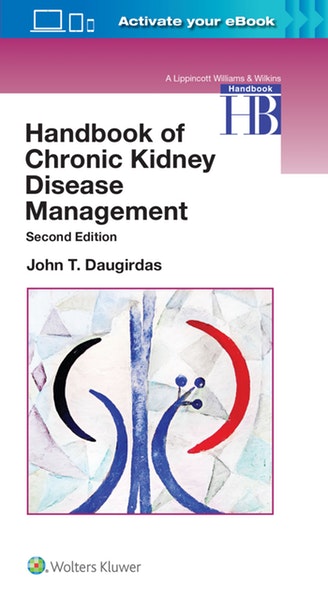 Activate your eBook
A Lippincott Williams & Wilkins
Handbook
HB
Handbook of
Chronic Kidney
Disease
Management
Second Edition
John T. Daugirdas
Wolters Kluwer